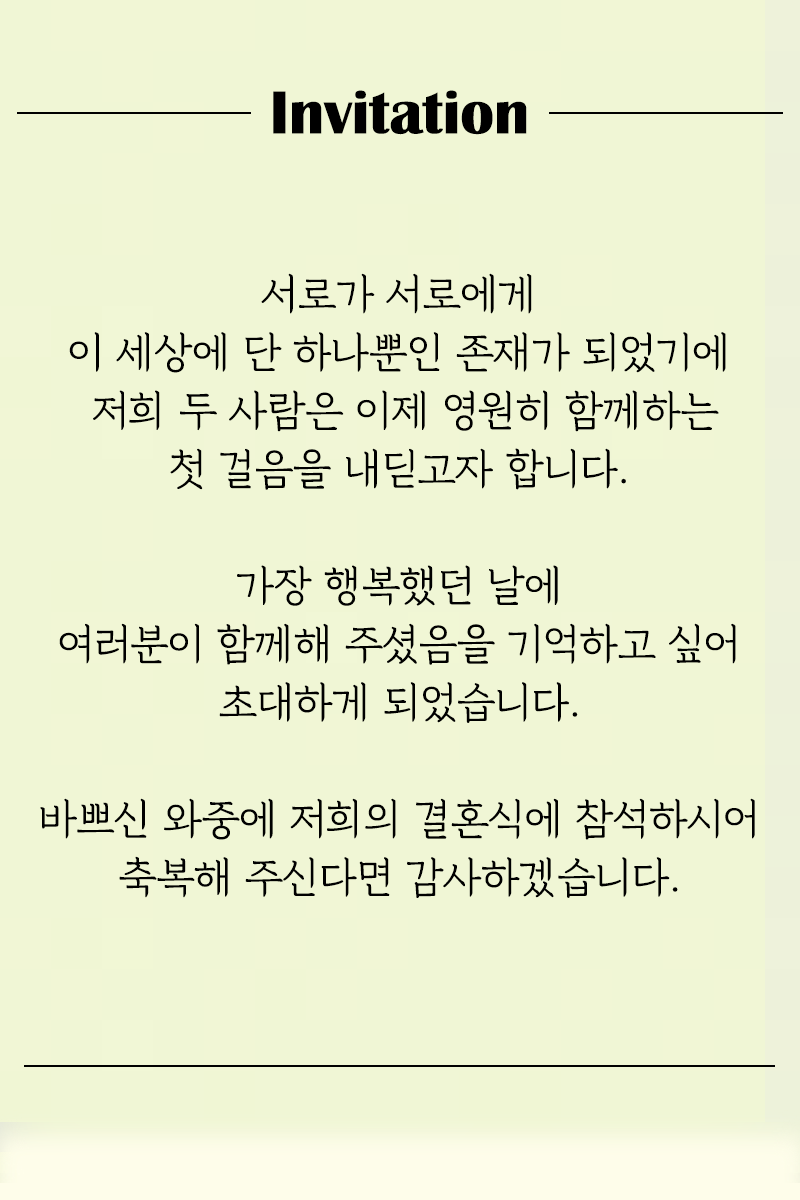 Invitation
서로가 서로에게
이 세상에 단 하나뿐인 존재가 되었기에
저희 두 사람은 이제 영원히 함께하는
첫 걸음을 내딛고자 합니다.
가장 행복했던 날에
여러분이 함께해 주셨음을 기억하고 싶어
초대하게 되었습니다.
바쁘신 와중에 저희의 결혼식에 참석하시어
축복해 주신다면 감사하겠습니다.